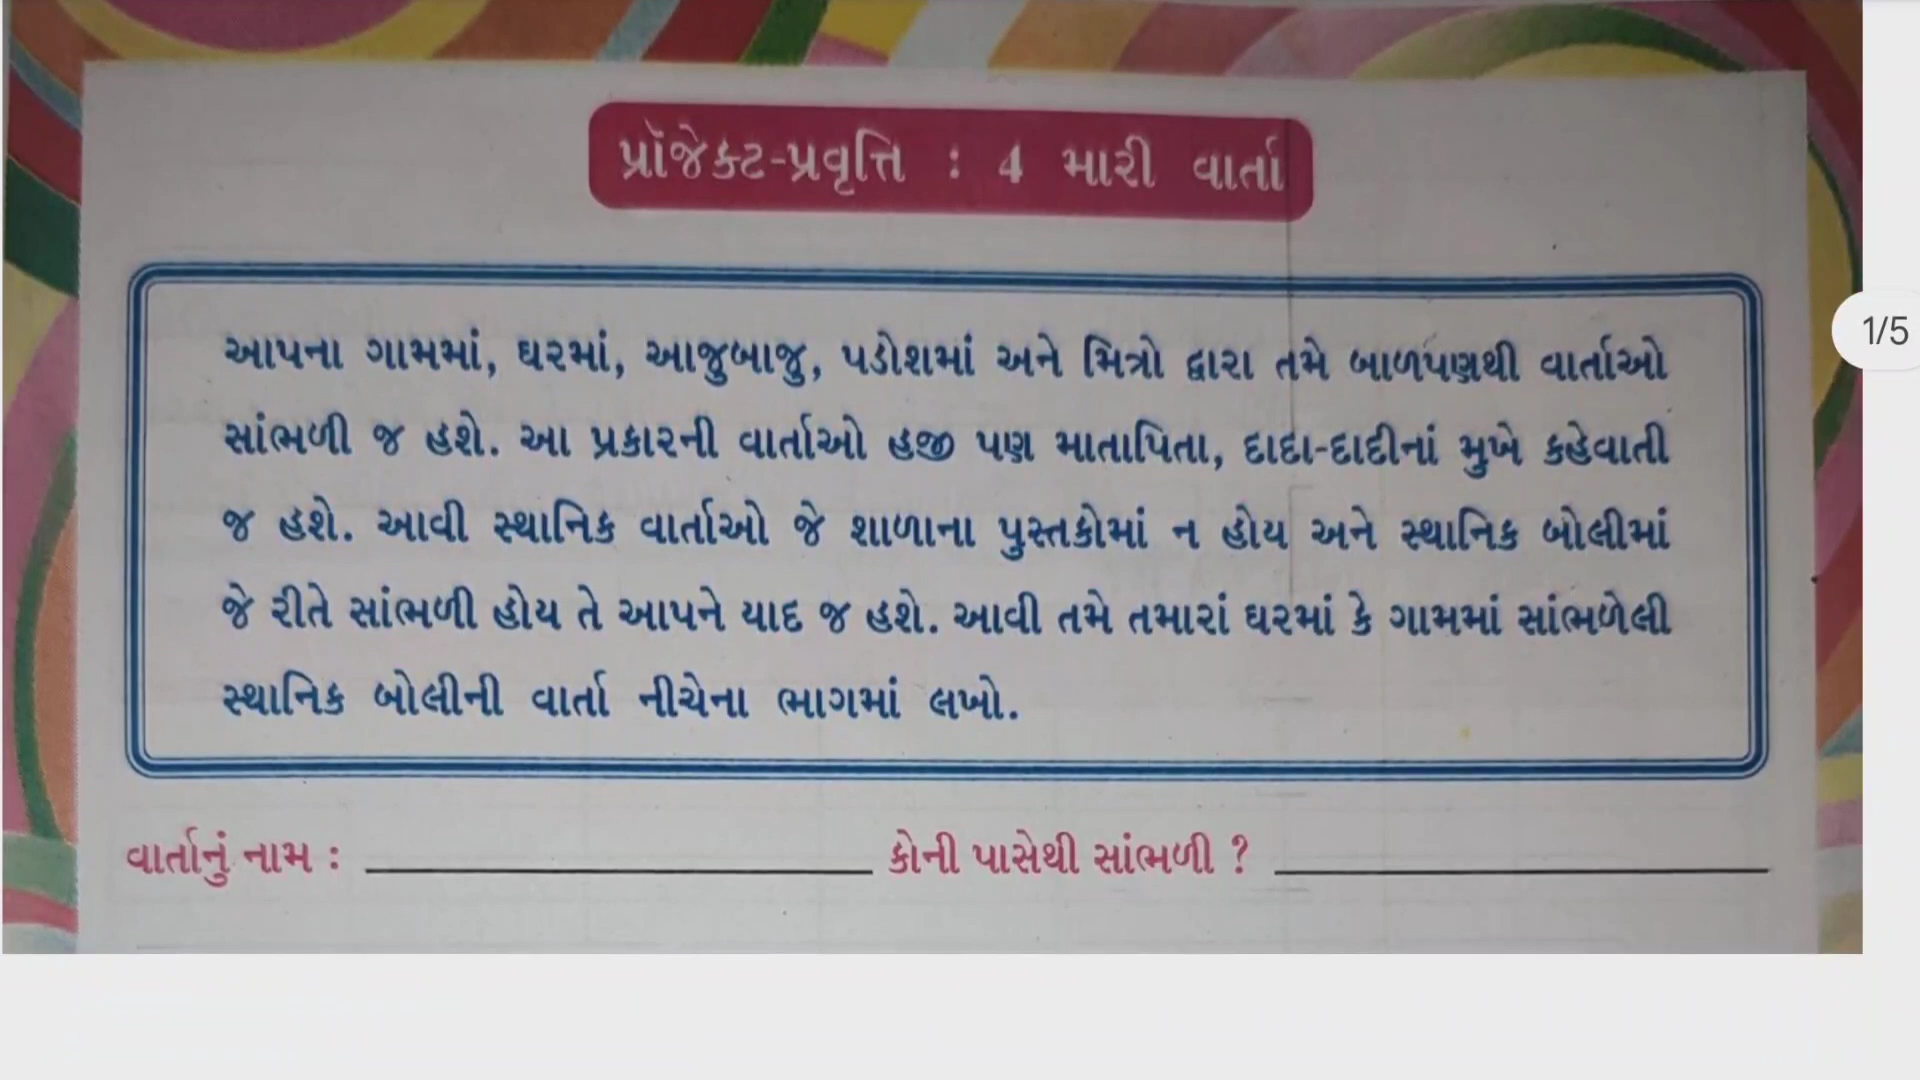 પ્રૉજેક્ટ-પ્રવૃત્તિ : 4 મારી વાર્તા
આપના ગામમાં, ઘરમાં, આજુબાજુ, પડોશમાં અને મિત્રો દ્વારા તમે બાળપણથી વાર્તાઓ
સાંભળી જ હશે. આ પ્રકારની વાર્તાઓ હજી પણ માતાપિતા, દાદા-દાદીનાં મુખે કહેવાતી
જ હશે. આવી સ્થાનિક વાર્તાઓ જે શાળાના પુસ્તકોમાં ન હોય અને સ્થાનિક બોલીમાં
જે રીતે સાંભળી હોય તે આપને યાદ જ હશે. આવી તમે તમારાં ઘરમાં કે ગામમાં સાંભળેલી
સ્થાનિક બોલીની વાર્તા નીચેના ભાગમાં લખો.
વાર્તાનું નામ : કોની પાસેથી સાંભળી ?
1/5